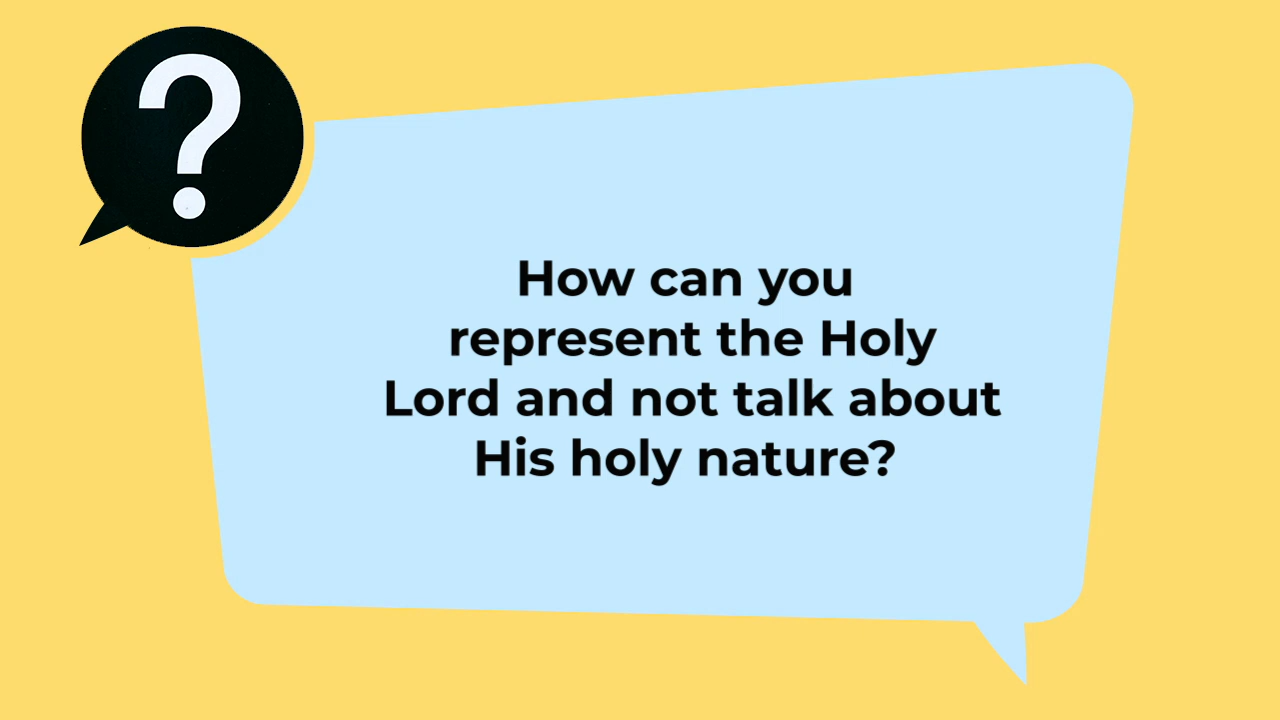 ?
How can you
represent the Holy
Lord and not talk about
His holy nature?